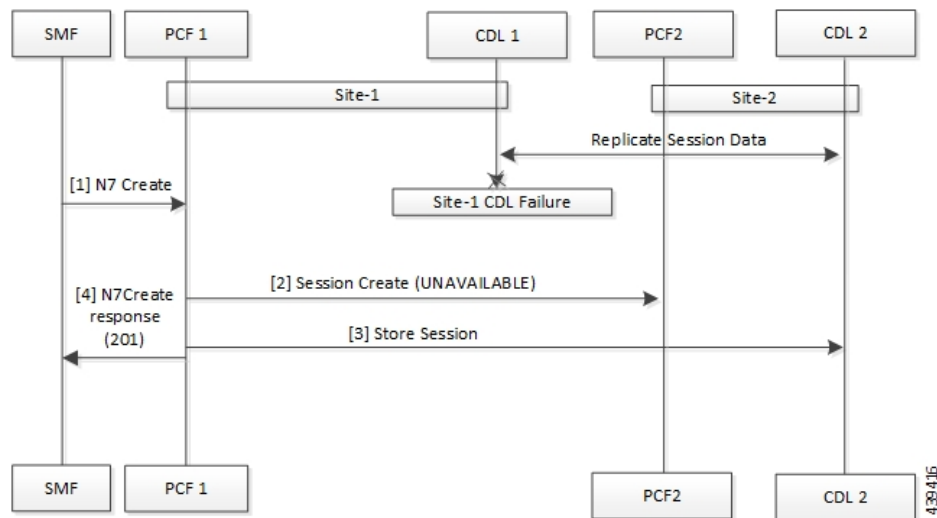 SMF
PCF 1
CDL 1
PCF2
CDL 2
Site-1
Site-2
Replicate Session Data
[1] N7 Create
Site-1 CDL Failure
[2] Session Create (UNAVAILABLE)
[4] N7Create
response
(201)
[3] Store Session
SMF
PCF 1
PCF2
CDL 2
439416